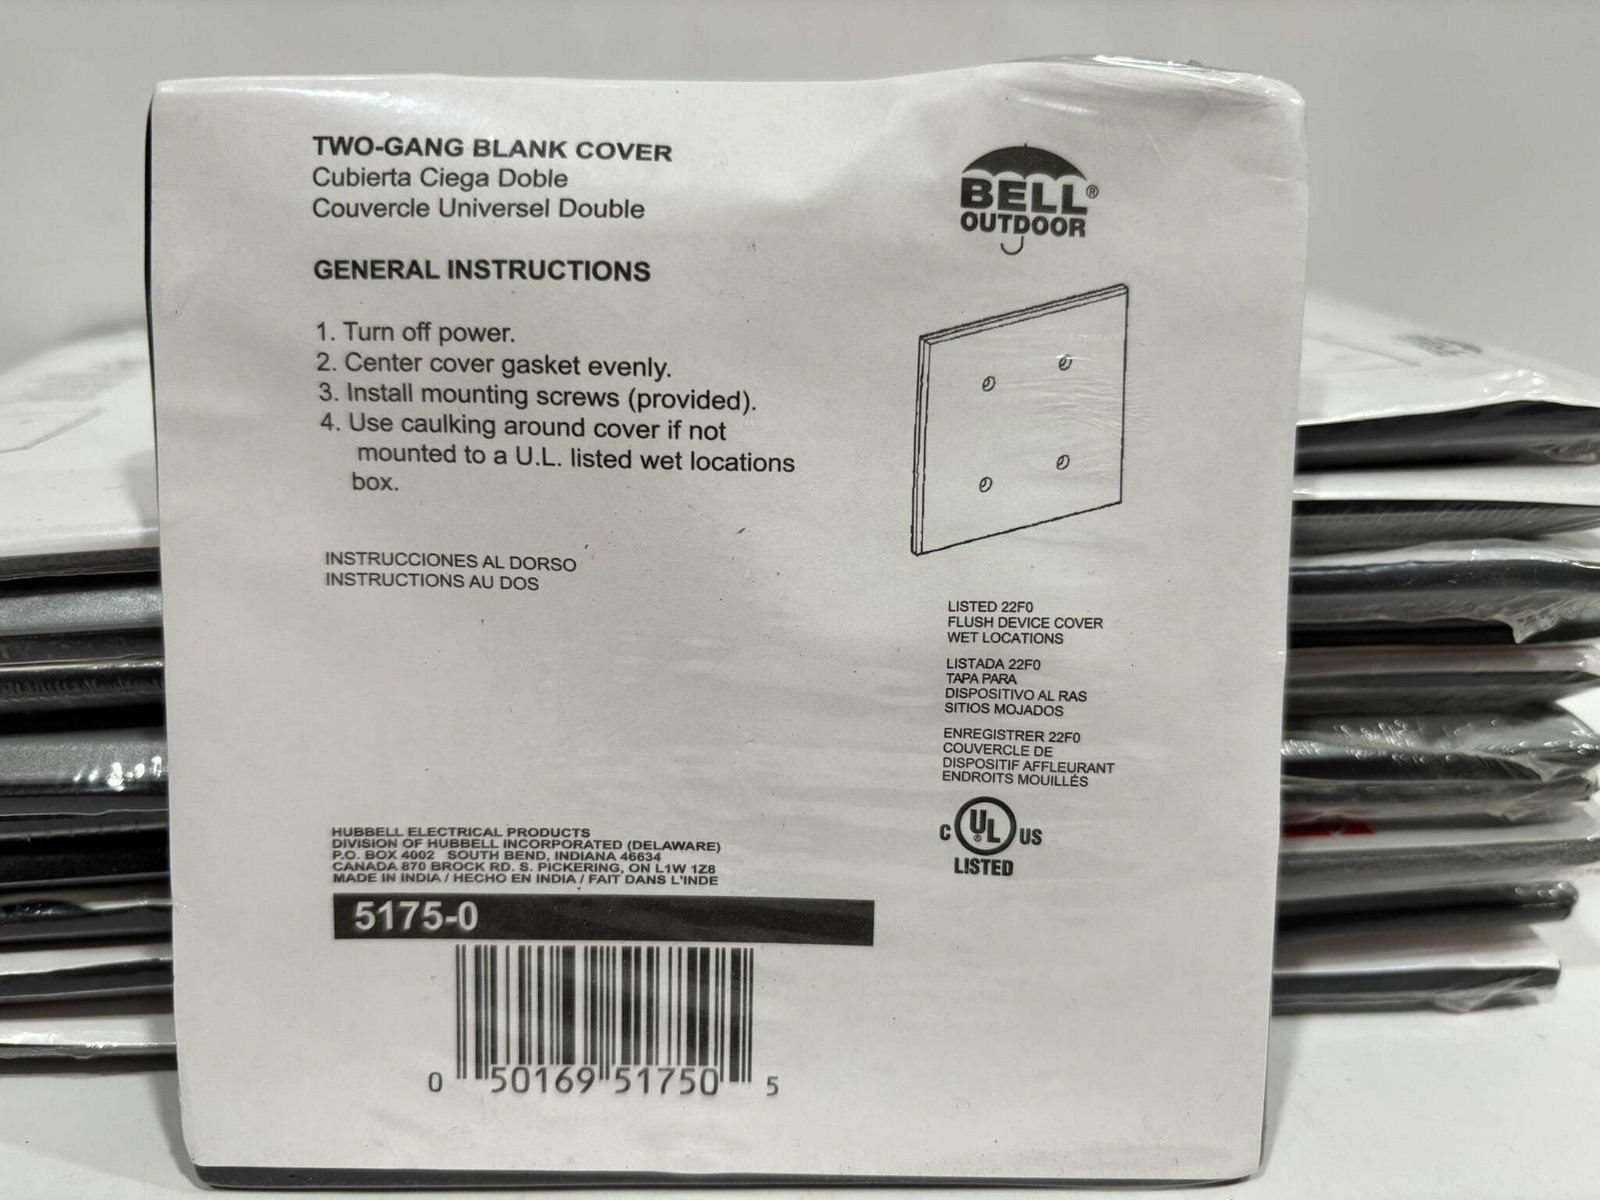 TWO-GANG BLANK COVER
Cubierta Ciega Doble
Couvercle Universel Double
BELL®
OUTDOOR
GENERAL INSTRUCTIONS
1. Turn off power.
2. Center cover gasket evenly.
3. Install mounting screws (provided).
4. Use caulking around cover if not
mounted to a U.L. listed wet locations
box.
INSTRUCCIONES AL DORSO
INSTRUCTIONS AU DOS
LISTED 22F0
FLUSH DEVICE COVER
WET LOCATIONS
LISTADA 22F0
TAPA PARA
DISPOSITIVO AL RAS
SITIOS MOJADOS
ENREGISTRER 22F0
COUVERCLE DE
DISPOSITIF AFFLEURANT
ENDROITS MOUILLÉS
C UL® US
LISTED
HUBBELL ELECTRICAL PRODUCTS
DIVISION OF HUBBELL INCORPORATED (DELAWARE)
P.O. BOX 4002 SOUTH BEND, INDIANA 46634
CANADA 870 BROCK RD. S. PICKERING, ON L1W 1Z8
MADE IN INDIA / HECHO EN INDIA / FAIT DANS L'INDE
5175-0
0 50169 51750 5